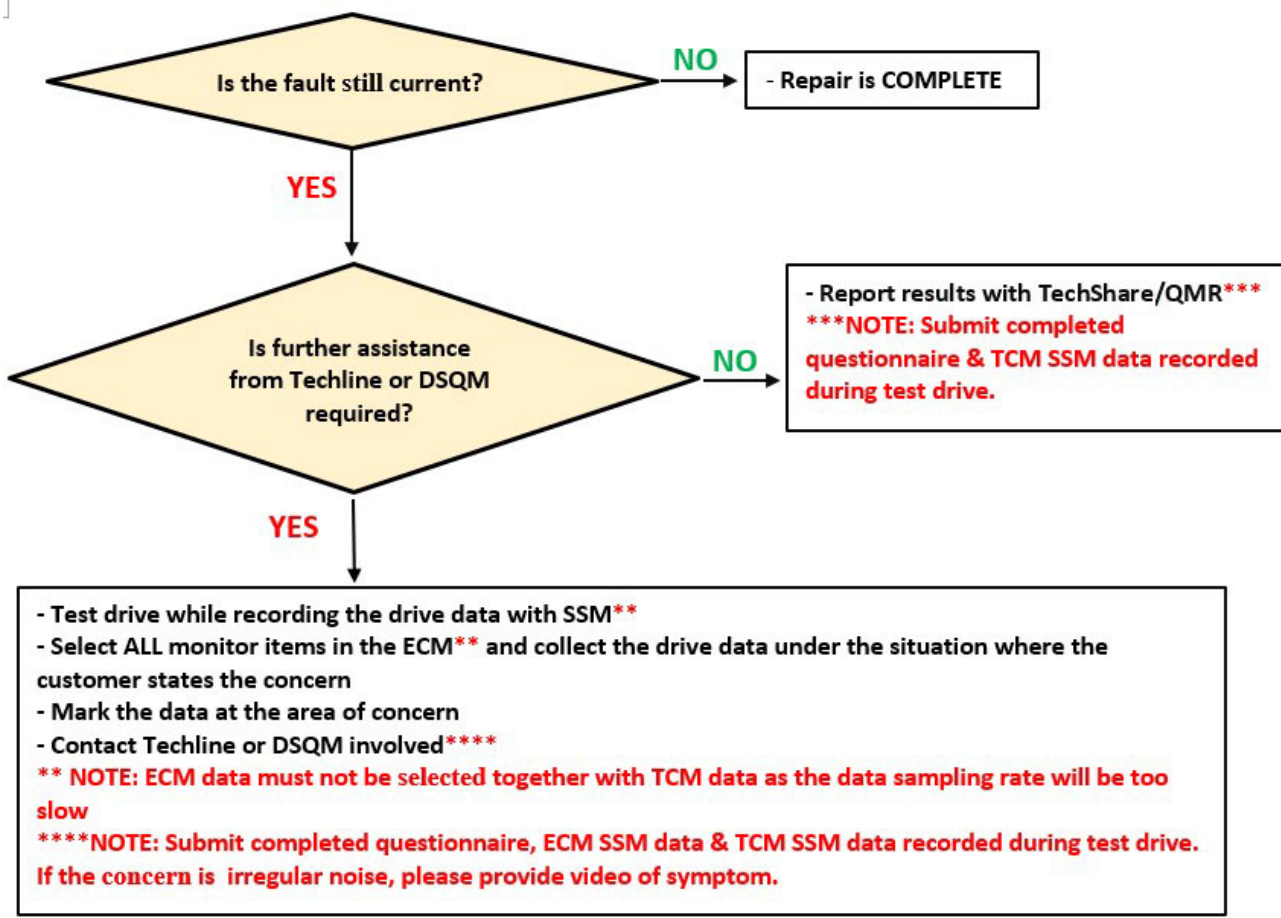 Is the fault still current?
NO
- Repair is COMPLETE
YES
Is further assistance
from Techline or DSQM
required?
NO
- Report results with TechShare/QMR***
***NOTE: Submit completed
questionnaire & TCM SSM data recorded
during test drive.
YES
- Test drive while recording the drive data with SSM**
- Select ALL monitor items in the ECM** and collect the drive data under the situation where the
customer states the concern
- Mark the data at the area of concern
- Contact Techline or DSQM involved****
** NOTE: ECM data must not be selected together with TCM data as the data sampling rate will be too
slow
****NOTE: Submit completed questionnaire, ECM SSM data & TCM SSM data recorded during test drive.
If the concern is irregular noise, please provide video of symptom.